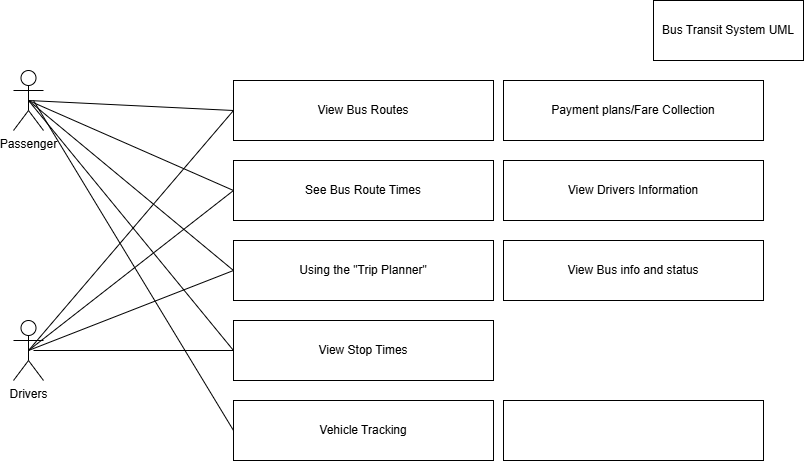 Bus Transit System UML
Passenger
View Bus Routes
Payment plans/Fare Collection
See Bus Route Times
View Drivers Information
Using the "Trip Planner"
View Bus info and status
View Stop Times
Drivers
Vehicle Tracking